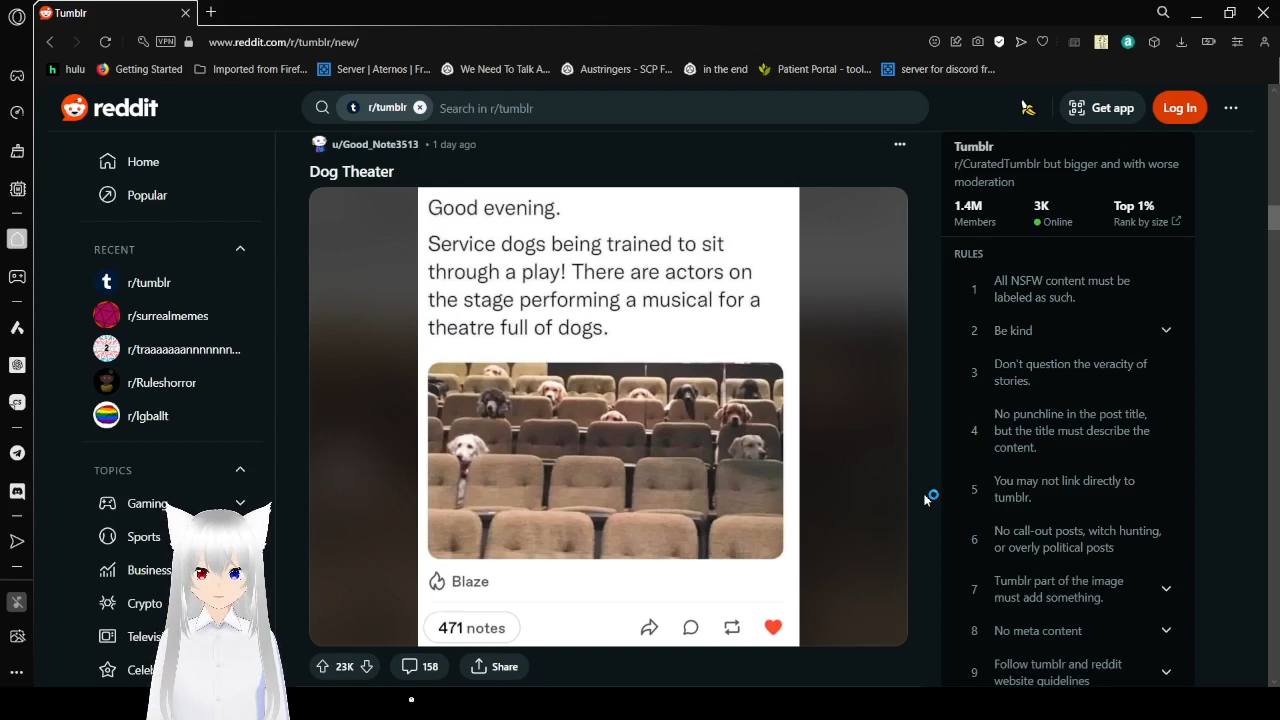 Tumblr
VPN
www.reddit.com/r/tumblr/new/
hulu
Getting Started
Imported from Firef...
Server | Aternos | Fr...
We Need To Talk A...
Austringers - SCP F...
in the end
Patient Portal - tool...
server for discord fr...
reddit
r/tumblr
Search in r/tumblr
Get app
Log In
Home
Popular
RECENT
r/tumblr
r/surrealmemes
r/traaaaaaannnnnnn...
r/Ruleshorror
r/lgballt
TOPICS
Gaming
Sports
Business
Crypto
Televis
Celeb
u/Good_Note3513 • 1 day ago
Dog Theater
Good evening.
Service dogs being trained to sit
through a play! There are actors on
the stage performing a musical for a
theatre full of dogs.
Blaze
471 notes
23K
158
Share
Tumblr
r/CuratedTumblr but bigger and with worse
moderation
1.4M
3K
Top 1%
Members
Online
Rank by size
RULES
1
All NSFW content must be
labeled as such.
2
Be kind
3
Don't question the veracity of
stories.
4
No punchline in the post title,
but the title must describe the
content.
5
You may not link directly to
tumblr.
6
No call-out posts, witch hunting,
or overly political posts
7
Tumblr part of the image
must add something.
8
No meta content
9
Follow tumblr and reddit
website guidelines